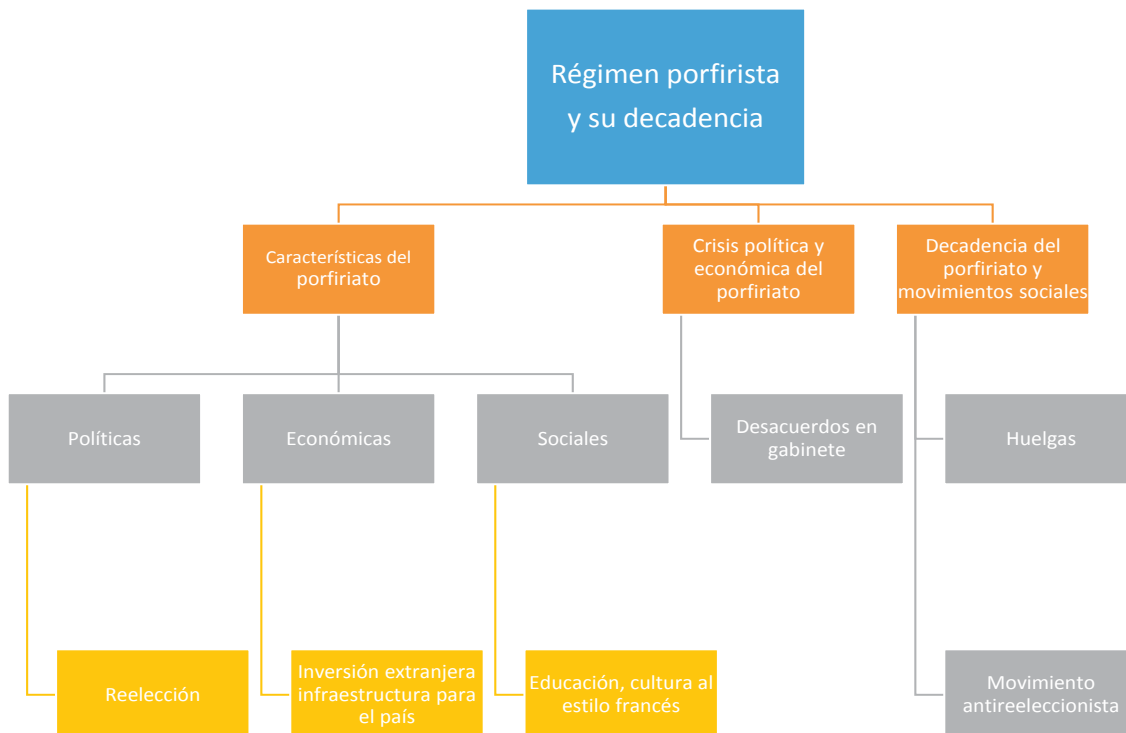 Régimen porfirista
y su decadencia
Características del
porfiriato
Crisis política y
económica del
porfiriato
Decadencia del
porfiriato y
movimientos sociales
Políticas
Económicas
Sociales
Desacuerdos en
gabinete
Huelgas
Reelección
Inversión extranjera
infraestructura para
el país
Educación, cultura al
estilo francés
Movimiento
antireeleccionista